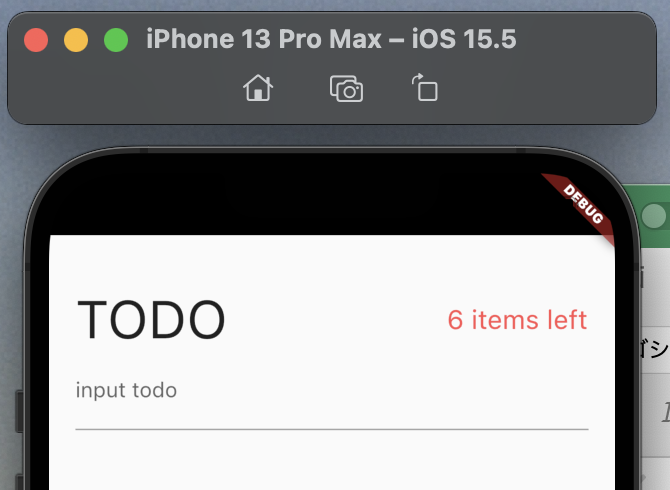 iPhone 13 Pro Max – iOS 15.5
DEBUG
TODO
6 items left
input todo